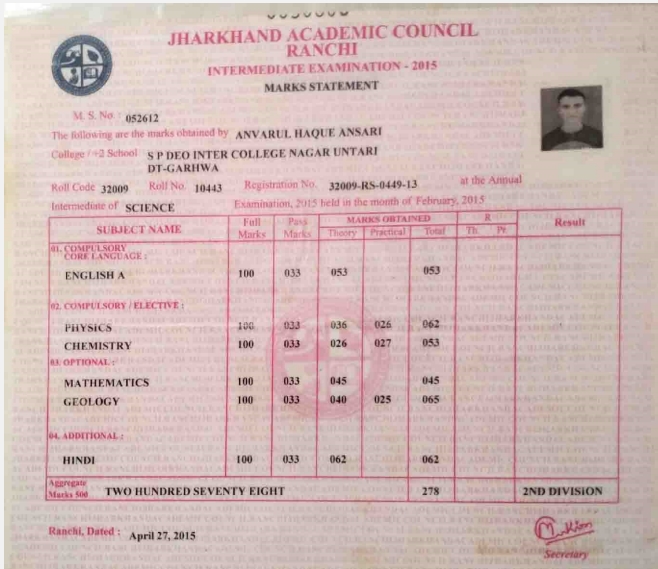 JHARKHAND ACADEMIC COUNCIL
RANCHI
INTERMEDIATE EXAMINATION - 2015
MARKS STATEMENT
M. S. No. 052612
The following are the marks obtained by ANVARUL HAQUE ANSARI
College / +2 School S P DEO INTER COLLEGE NAGAR UNTARI
DT-GARHWA
Roll Code 32009 Roll No. 10443 Registration No. 32009-RS-0449-13 at the Annual
Intermediate of SCIENCE Examination, 2015 held in the month of February, 2015
SUBJECT NAME Full Marks Pass Marks MARKS OBTAINED R Result
Theory Practical Total Th. Pr.
01. COMPULSORY
CORE LANGUAGE :
ENGLISH A 100 033 053 053
02. COMPULSORY / ELECTIVE :
PHYSICS 100 033 036 026 062
CHEMISTRY 100 033 026 027 053
03. OPTIONAL :
MATHEMATICS 100 033 045 045
GEOLOGY 100 033 040 025 065
04. ADDITIONAL :
HINDI 100 033 062 062
Aggregate
Marks 500 TWO HUNDRED SEVENTY EIGHT 278 2ND DIVISION
Ranchi, Dated : April 27, 2015
Secretary